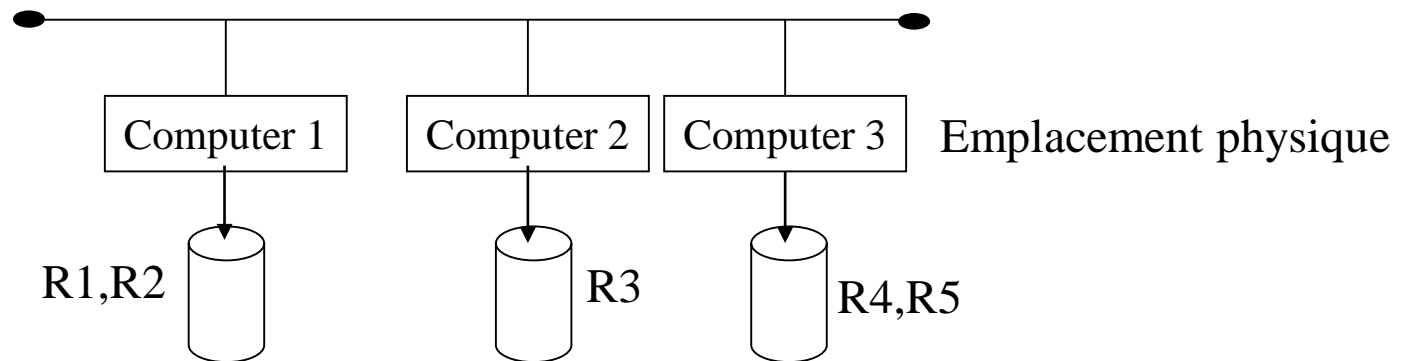 Computer 1
Computer 2
Computer 3
Emplacement physique
R1,R2
R3
R4,R5